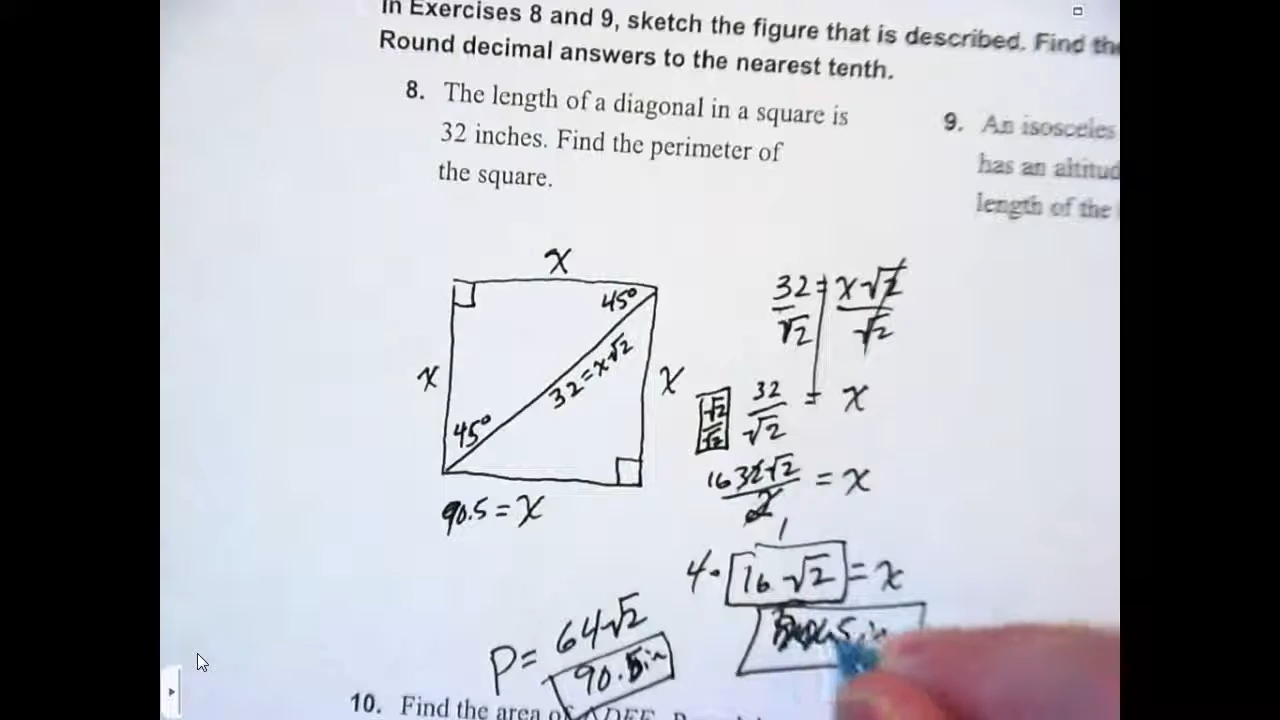 In Exercises 8 and 9, sketch the figure that is described. Find the
Round decimal answers to the nearest tenth.
8. The length of a diagonal in a square is
32 inches. Find the perimeter of
the square.
9. An isosceles
has an altitud
length of the
x
45°
x
32=x√2
x
45°
90.5 = x
32 = x√2
√2 √2
√2 32 = x
√2 √2
16 32√2 = x
2
1
4 · 16 √2 = x
P = 64√2
90.5in
10. Find the area of △DEF.